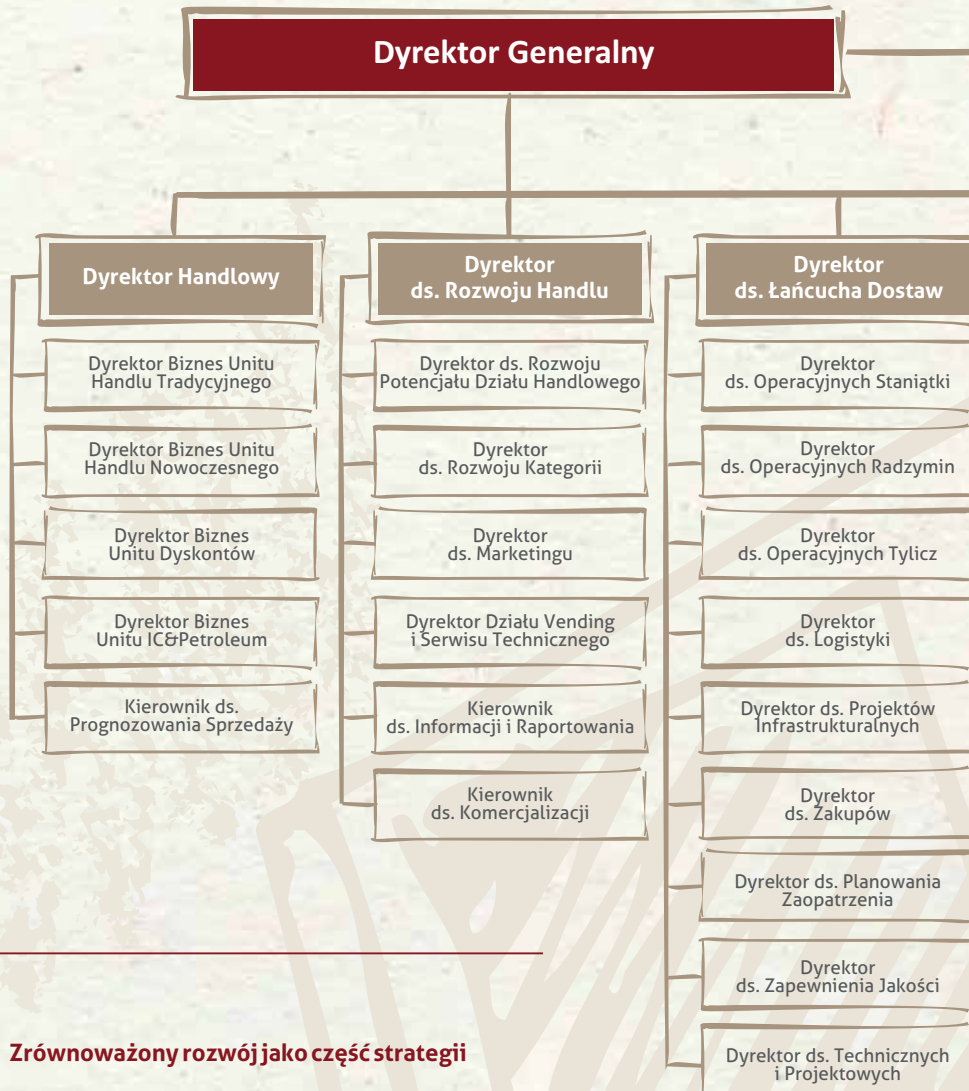 Dyrektor Generalny
Dyrektor Handlowy
Dyrektor Biznes Unitu
Handlu Tradycyjnego
Dyrektor Biznes Unitu
Handlu Nowoczesnego
Dyrektor Biznes
Unitu Dyskontów
Dyrektor Biznes
Unitu IC&Petroleum
Kierownik ds.
Prognozowania Sprzedaży
Dyrektor
ds. Rozwoju Handlu
Dyrektor ds. Rozwoju
Potencjału Działu Handlowego
Dyrektor
ds. Rozwoju Kategorii
Dyrektor
ds. Marketingu
Dyrektor Działu Vending
i Serwisu Technicznego
Kierownik
ds. Informacji i Raportowania
Kierownik
ds. Komercjalizacji
Dyrektor
ds. Łańcucha Dostaw
Dyrektor
ds. Operacyjnych Staniątki
Dyrektor
ds. Operacyjnych Radzymin
Dyrektor
ds. Operacyjnych Tylicz
Dyrektor
ds. Logistyki
Dyrektor ds. Projektów
Infrastrukturalnych
Dyrektor
ds. Zakupów
Dyrektor ds. Planowania
Zaopatrzenia
Dyrektor
ds. Zapewnienia Jakości
Dyrektor ds. Technicznych
i Projektowych
Zrównoważony rozwój jako część strategii